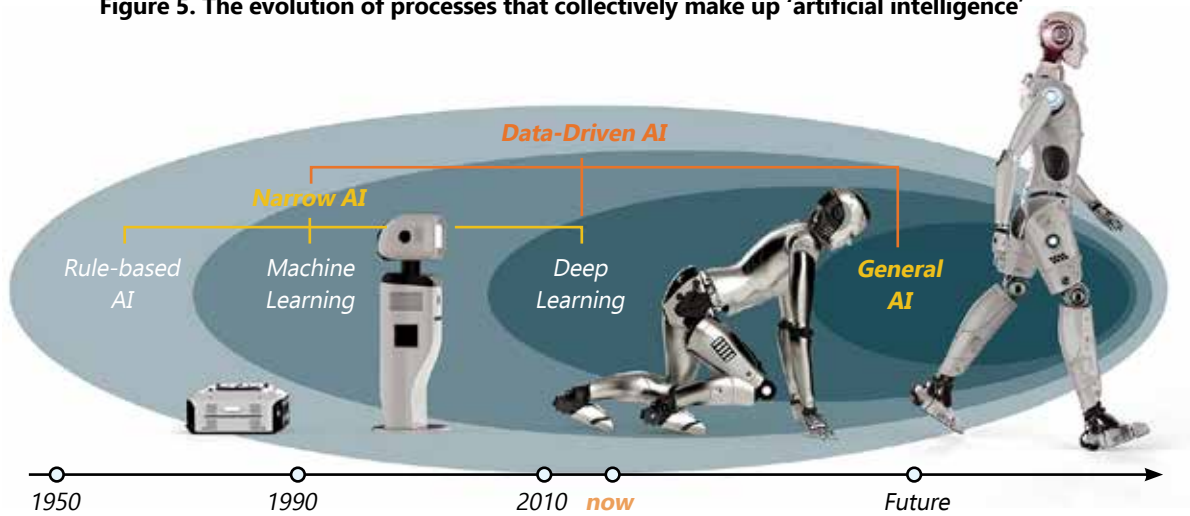 Figure 5. The evolution of processes that collectively make up ‘artificial intelligence’
Data-Driven AI
Narrow AI
Rule-based
AI
Machine
Learning
Deep
Learning
General
AI
1950
1990
2010
now
Future